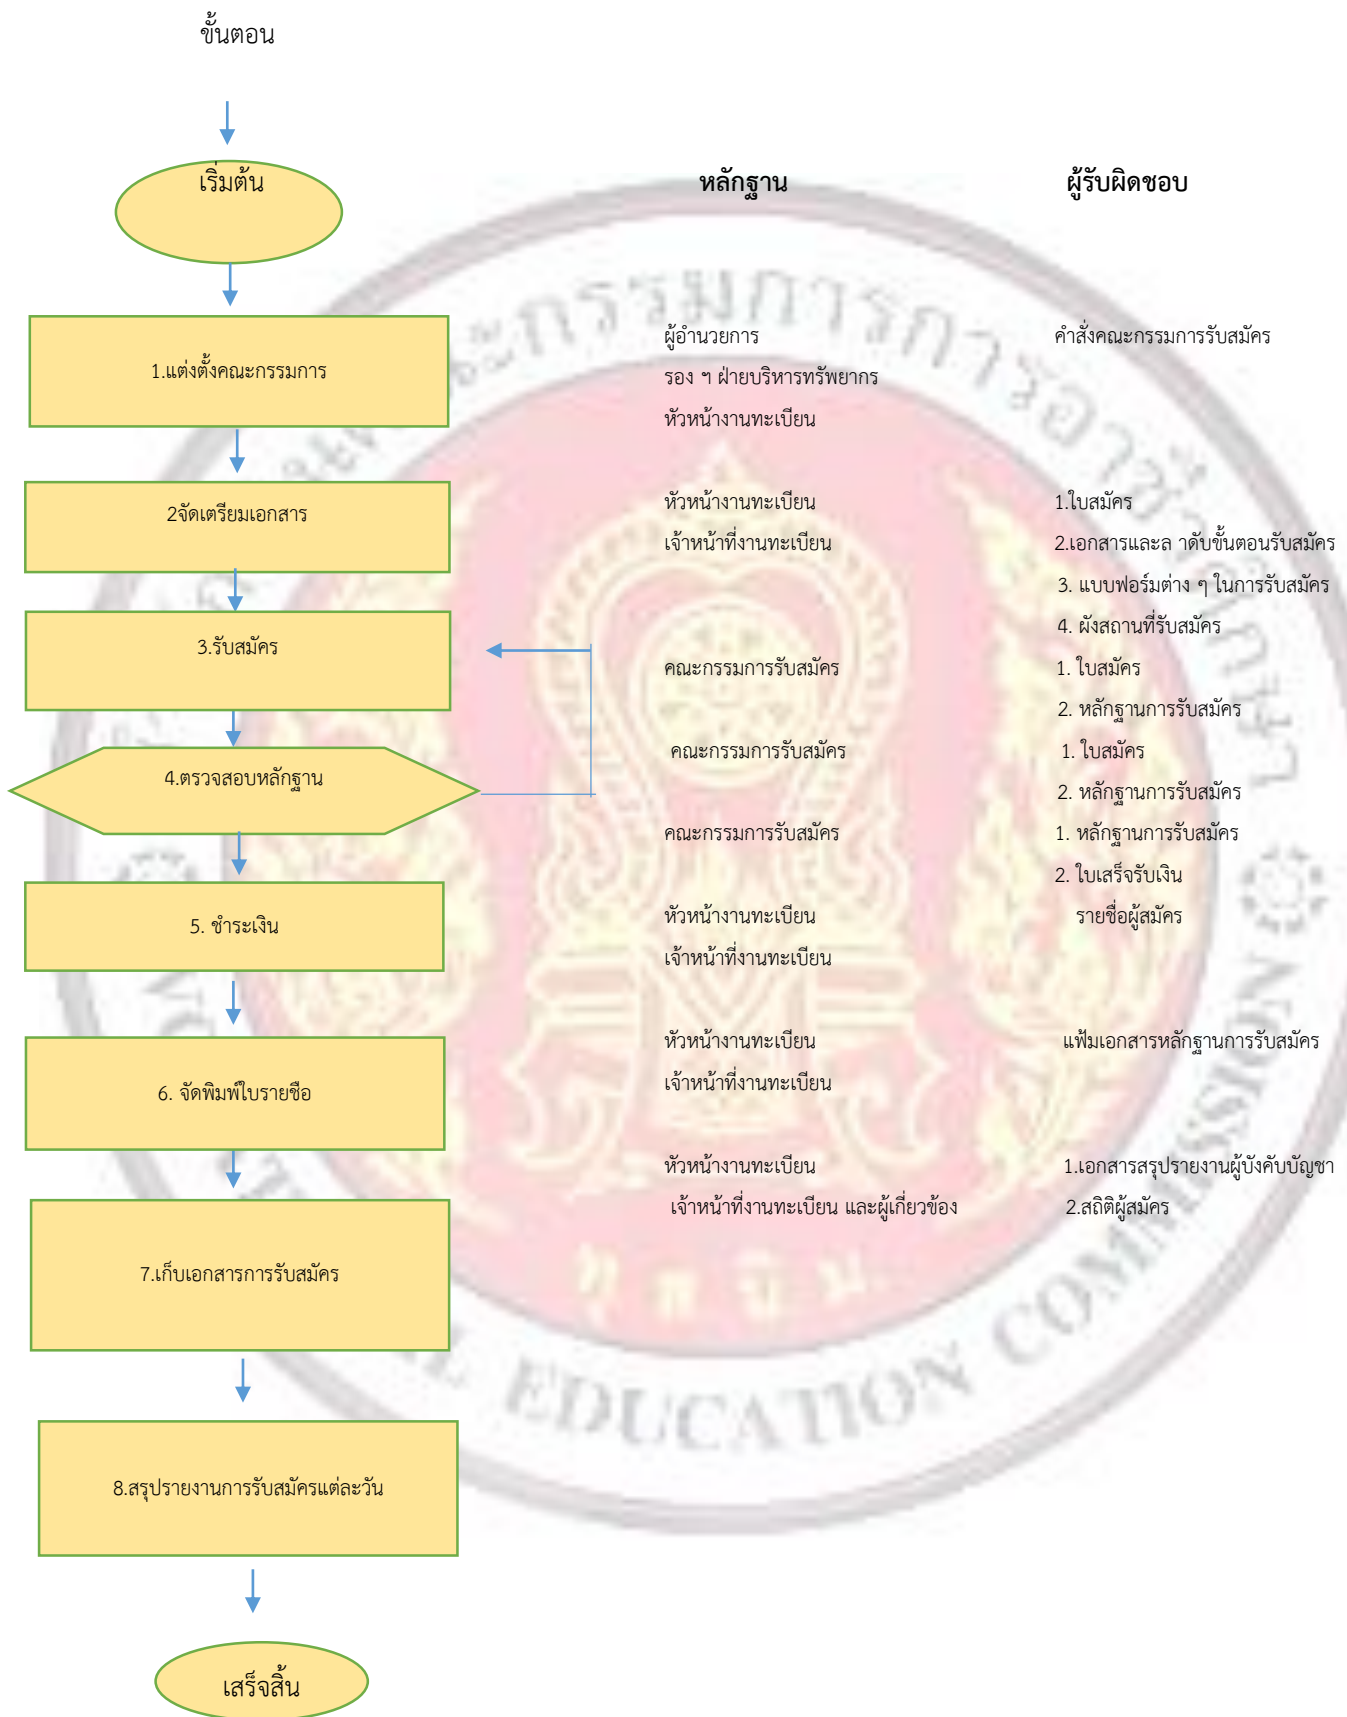 ขั้นตอน
เริ่มต้น
หลักฐาน
ผู้รับผิดชอบ
1.แต่งตั้งคณะกรรมการ
ผู้อำนวยการ
คำสั่งคณะกรรมการรับสมัคร
รอง ฯ ฝ่ายบริหารทรัพยากร
หัวหน้างานทะเบียน
2จัดเตรียมเอกสาร
หัวหน้างานทะเบียน
1.ใบสมัคร
เจ้าหน้าที่งานทะเบียน
2.เอกสารและล าดับขั้นตอนรับสมัคร
3. แบบฟอร์มต่าง ๆ ในการรับสมัคร
4. ผังสถานที่รับสมัคร
3.รับสมัคร
คณะกรรมการรับสมัคร
1. ใบสมัคร
2. หลักฐานการรับสมัคร
4.ตรวจสอบหลักฐาน
คณะกรรมการรับสมัคร
1. ใบสมัคร
2. หลักฐานการรับสมัคร
คณะกรรมการรับสมัคร
1. หลักฐานการรับสมัคร
2. ใบเสร็จรับเงิน
5. ชำระเงิน
หัวหน้างานทะเบียน
รายชื่อผู้สมัคร
เจ้าหน้าที่งานทะเบียน
6. จัดพิมพ์ใบรายชือ
หัวหน้างานทะเบียน
แฟ้มเอกสารหลักฐานการรับสมัคร
เจ้าหน้าที่งานทะเบียน
หัวหน้างานทะเบียน
1.เอกสารสรุปรายงานผู้บังคับบัญชา
เจ้าหน้าที่งานทะเบียน และผู้เกี่ยวข้อง
2.สถิติผู้สมัคร
7.เก็บเอกสารการรับสมัคร
8.สรุปรายงานการรับสมัครแต่ละวัน
เสร็จสิ้น
กรรมการการอาชีวศึกษา
EDUCATION COMMISSION